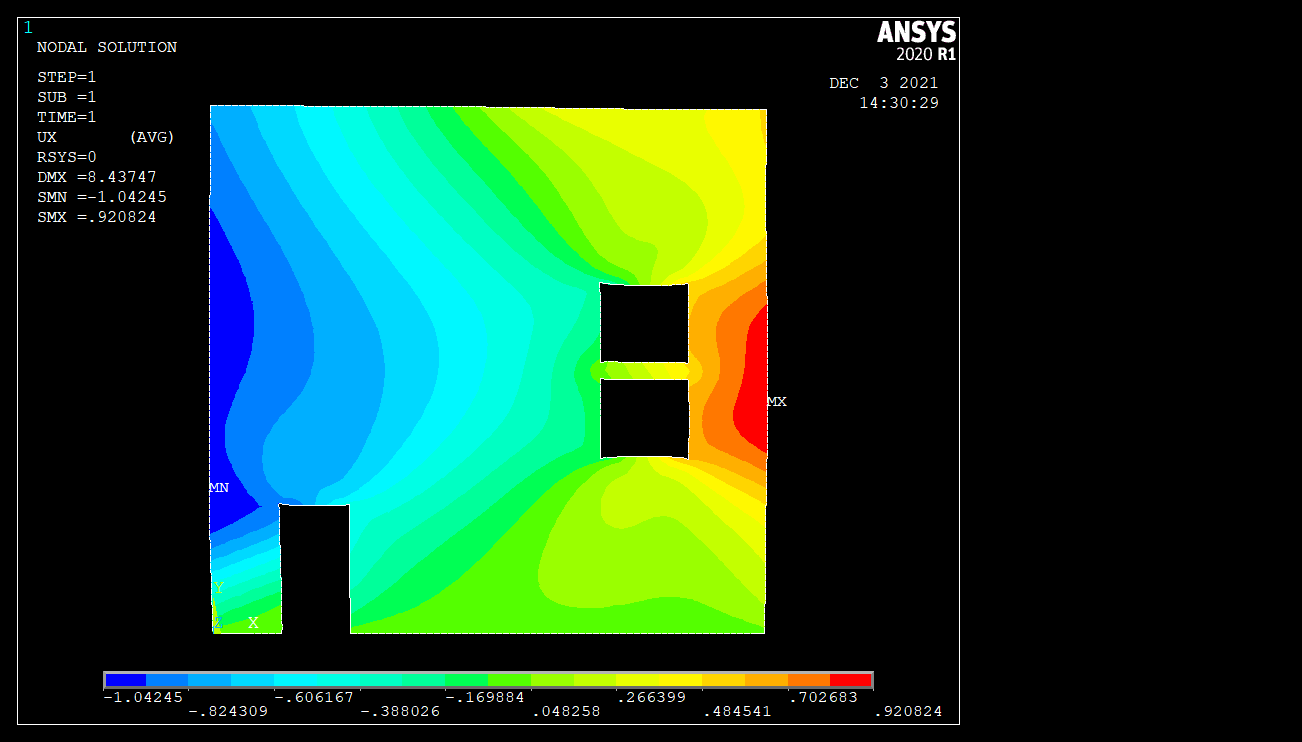 1
NODAL SOLUTION
STEP=1
SUB =1
TIME=1
UX (AVG)
RSYS=0
DMX =8.43747
SMN =-1.04245
SMX =.920824
ANSYS
2020 R1
DEC 3 2021
14:30:29
MX
MN
Y
Z X
-1.04245 -.606167 -.169884 .266399 .702683
-.824309 -.388026 .048258 .484541 .920824